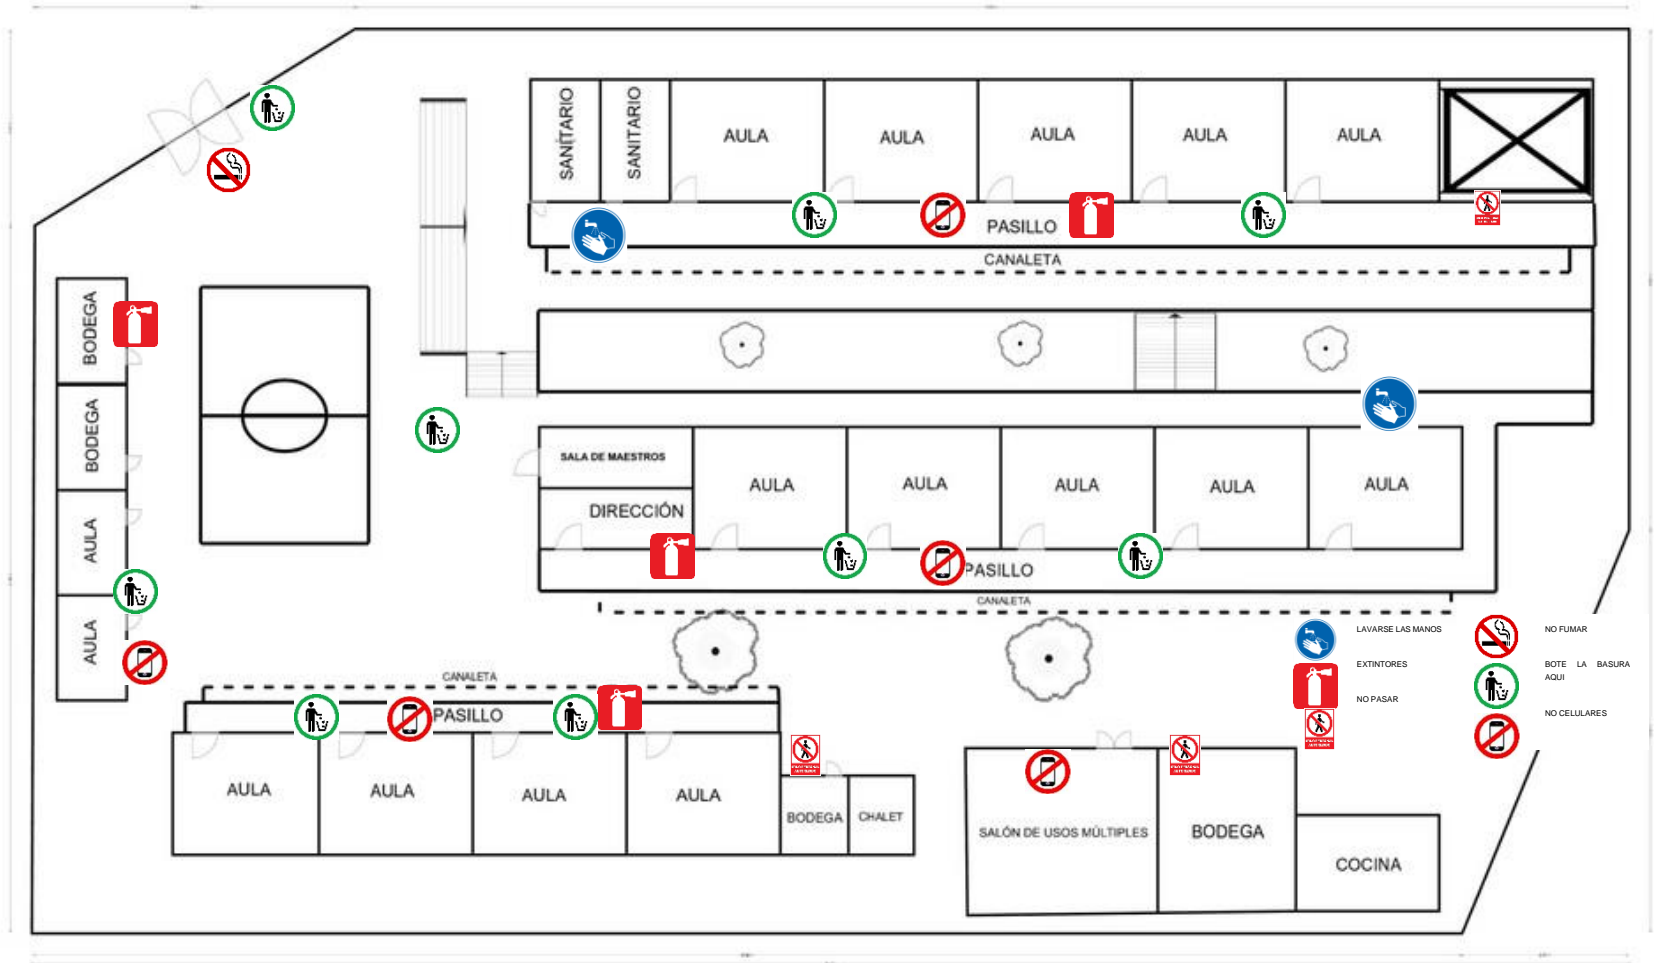 SANITARIO
SANITARIO
AULA
AULA
AULA
AULA
AULA
PASILLO
CANALETA
BODEGA
BODEGA
AULA
AULA
SALA DE MAESTROS
DIRECCIÓN
AULA
AULA
AULA
AULA
AULA
PASILLO
CANALETA
CANALETA
PASILLO
AULA
AULA
AULA
AULA
BODEGA
CHALET
SALÓN DE USOS MÚLTIPLES
BODEGA
COCINA
LAVARSE LAS MANOS
EXTINTORES
NO PASAR
NO FUMAR
BOTE LA BASURA
AQUI
NO CELULARES